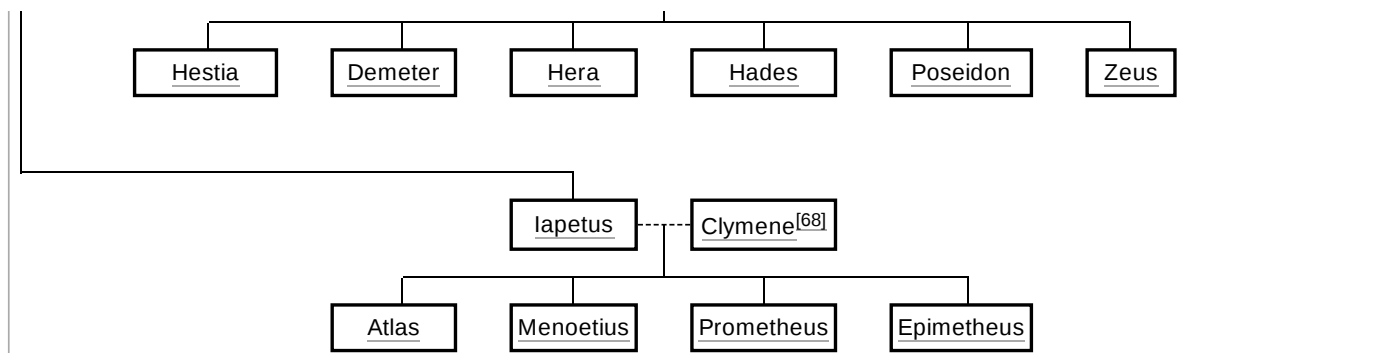 Hestia Demeter Hera Hades Poseidon Zeus
Iapetus Clymene[68]
Atlas Menoetius Prometheus Epimetheus